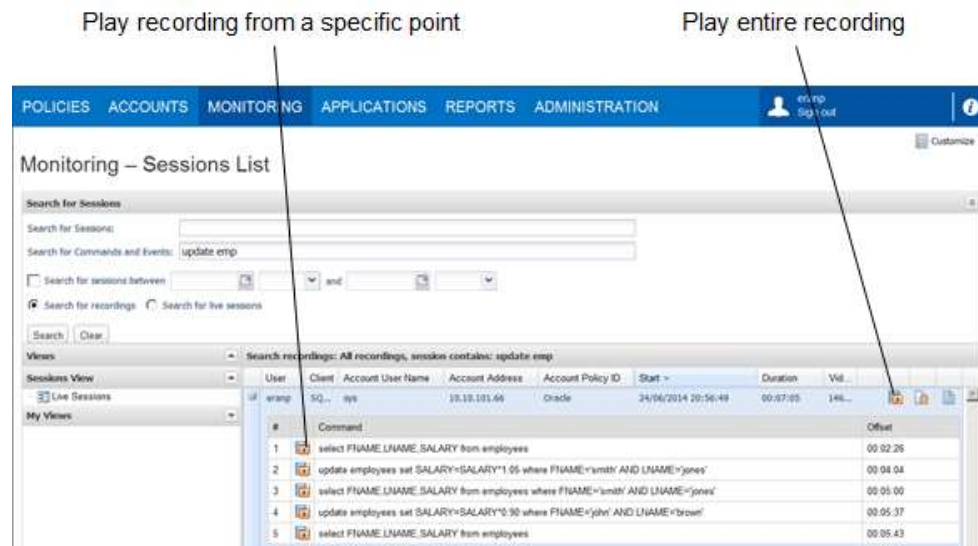 Play recording from a specific point
Play entire recording
POLICIES ACCOUNTS MONITORING APPLICATIONS REPORTS ADMINISTRATION
eranp
Sign out
Customize
Monitoring – Sessions List
Search for Sessions
Search for Sessions:
Search for Commands and Events: update emp
Search for sessions between and
Search for recordings Search for live sessions
Search Clear
Views
Search recordings: All recordings, session contains: update emp
Sessions View
User Client Account User Name Account Address Account Policy ID Start Duration Vid...
Live Sessions
eranp SQ... sys 10.10.101.66 Oracle 24/06/2014 20:56:49 00:07:05 146...
My Views
# Command Offset
1 select FNAME,LNAME,SALARY from employees 00:02:26
2 update employees set SALARY=SALARY*1.05 where FNAME='smith' AND LNAME='jones' 00:04:04
3 select FNAME,LNAME,SALARY from employees where FNAME='smith' AND LNAME='jones' 00:05:00
4 update employees set SALARY=SALARY*0.90 where FNAME='john' AND LNAME='brown' 00:05:37
5 select FNAME,LNAME,SALARY from employees 00:05:43